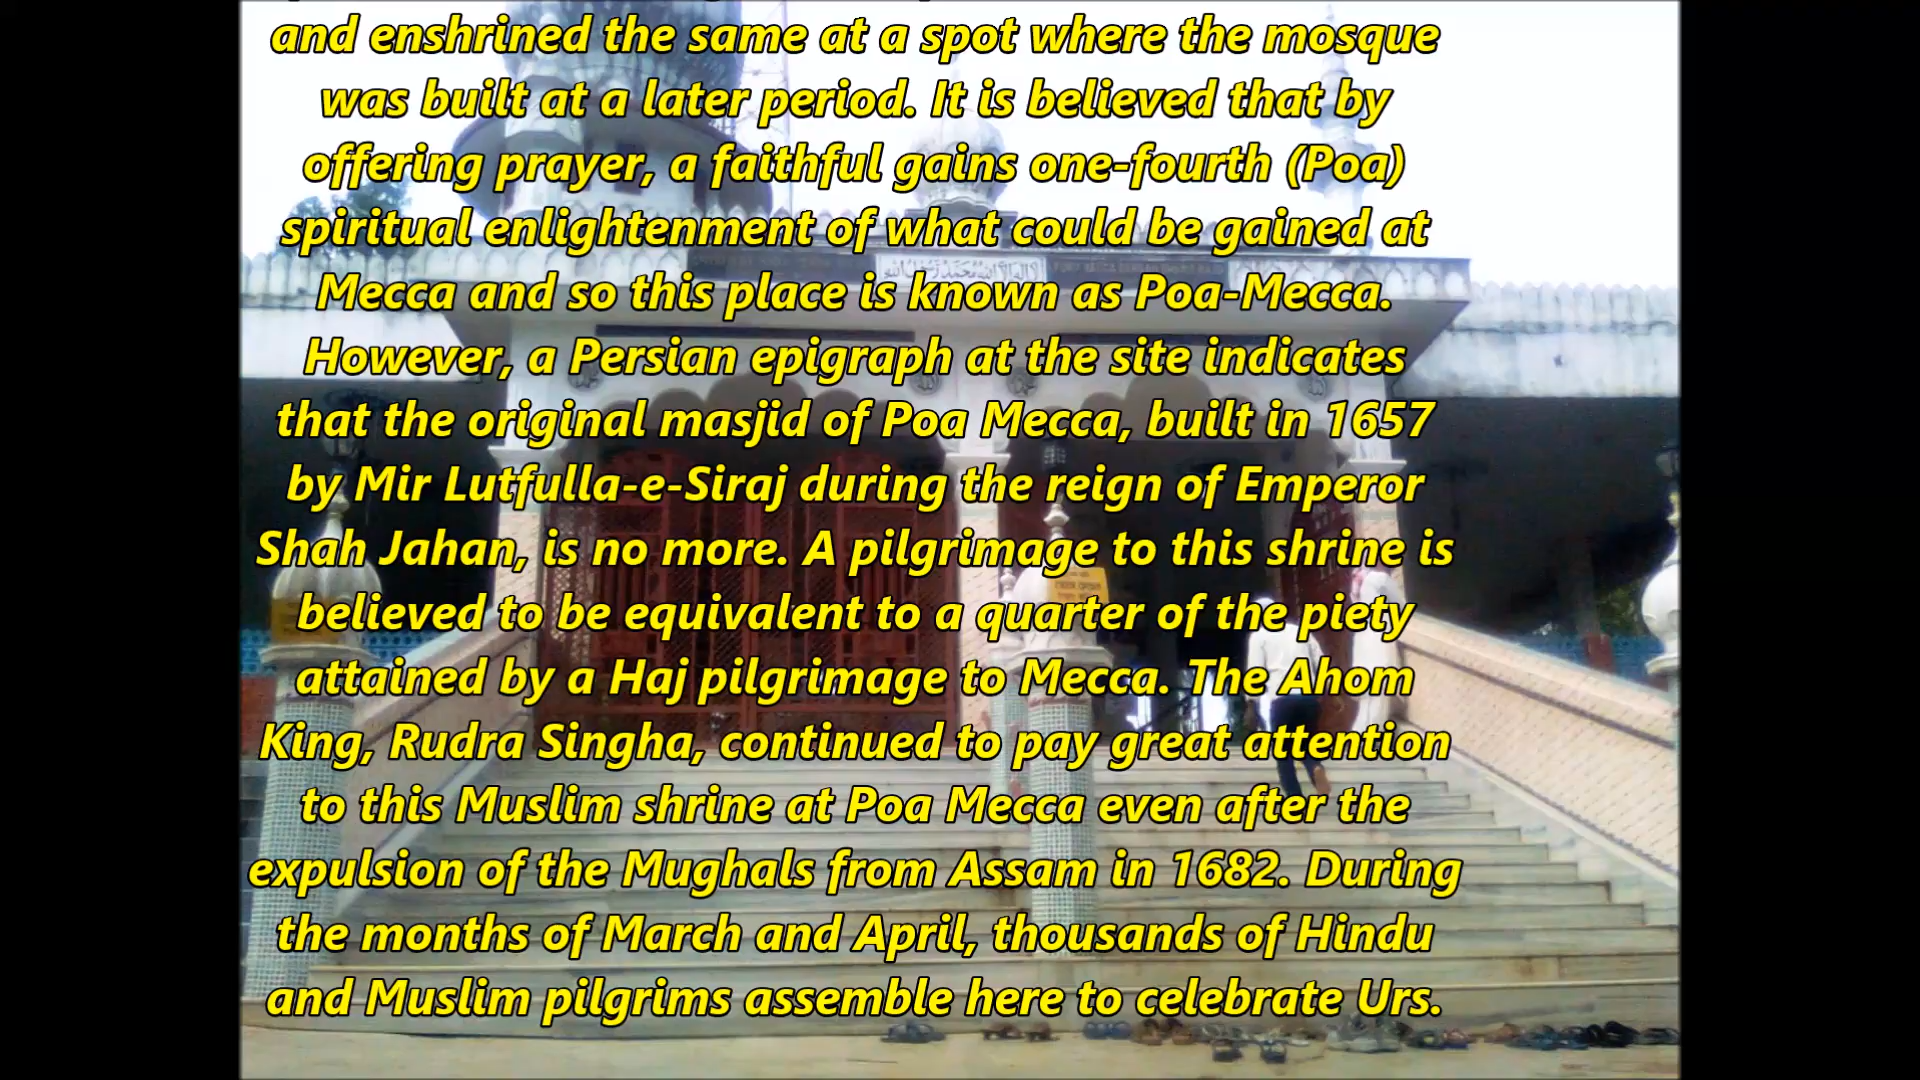 and enshrined the same at a spot where the mosque
was built at a later period. It is believed that by
offering prayer, a faithful gains one-fourth (Poa)
spiritual enlightenment of what could be gained at
Mecca and so this place is known as Poa-Mecca.
However, a Persian epigraph at the site indicates
that the original masjid of Poa Mecca, built in 1657
by Mir Lutfulla-e-Siraj during the reign of Emperor
Shah Jahan, is no more. A pilgrimage to this shrine is
believed to be equivalent to a quarter of the piety
attained by a Haj pilgrimage to Mecca. The Ahom
King, Rudra Singha, continued to pay great attention
to this Muslim shrine at Poa Mecca even after the
expulsion of the Mughals from Assam in 1682. During
the months of March and April, thousands of Hindu
and Muslim pilgrims assemble here to celebrate Urs.
لا اله الا الله محمد رسول الله